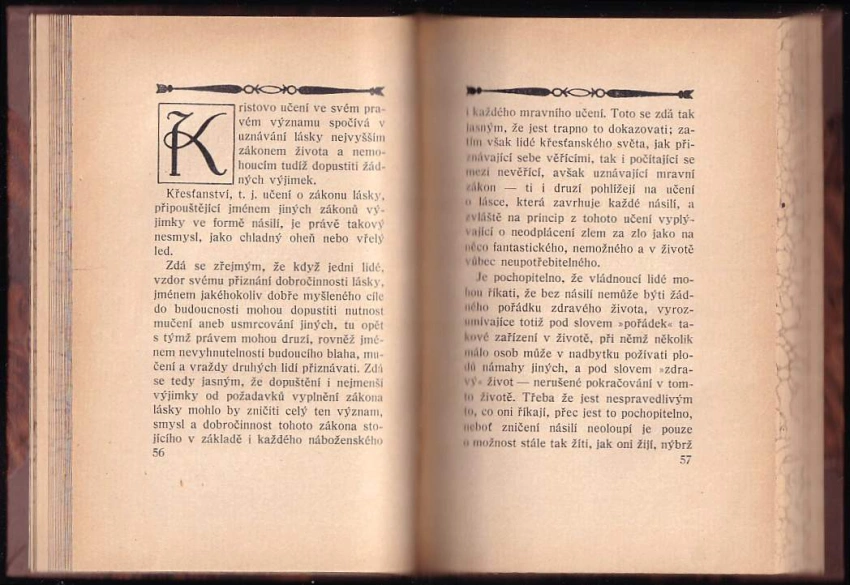 Kristovo učení ve svém pra-
vém významu spočívá v
uznávání lásky nejvyšším
zákonem života a nemo-
houcím tudíž dopustiti žád-
ných výjimek.
Křesťanství, t. j. učení o zákonu lásky,
připouštějící jménem jiných zákonů vý-
jimky ve formě násilí, je právě takový
nesmysl, jako chladný oheň nebo vřelý
led.
Zdá se zřejmým, že když jedni lidé,
vzdor svému přiznání dobročinnosti lásky,
jménem jakéhokoliv dobře myšleného cíle
do budoucnosti mohou dopustiti nutnost
mučení aneb usmrcování jiných, tu opět
s týmž právem mohou druzí, rovněž jmé-
nem nevyhnutelnosti budoucího blaha, mu-
čení a vraždy druhých lidí přiznávati. Zdá
se tedy jasným, že dopuštění i nejmenší
výjimky od požadavků vyplnění zákona
lásky mohlo by zničiti celý ten význam,
smysl a dobročinnost tohoto zákona sto-
jícího v základě i každého náboženského
56
i každého mravního učení. Toto se zdá tak
jasným, že jest trapno to dokazovati; za-
tím však lidé křesťanského světa, jak při-
znávající sebe věřícími, tak i počítající se
mezi nevěřící, avšak uznávající mravní
zákon — ti i druzí pohlížejí na učení
o lásce, která zavrhuje každé násilí, a
zvláště na princip z tohoto učení vyplý-
vající o neodplácení zlem za zlo jako na
něco fantastického, nemožného a v životě
vůbec neupotřebitelného.
Je pochopitelno, že vládnoucí lidé mo-
hou říkati, že bez násilí nemůže býti žád-
ného pořádku zdravého života, vyroz-
umívajíce totiž pod slovem »pořádek« ta-
kové zařízení v životě, při němž několik
málo osob může v nadbytku požívati plo-
dů námahy jiných, a pod slovem »zdra-
vý« život — nerušené pokračování v tom-
to životě. Třeba že jest nespravedlivým
to, co oni říkají, přec jest to pochopitelno,
neboť zničení násilí neoloupí je pouze
o možnost stále tak žíti, jak oni žijí, nýbrž
57